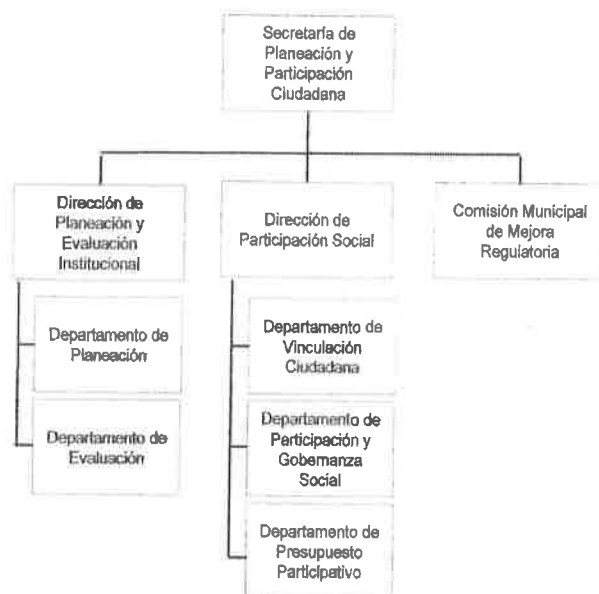 Secretaría de
Planeación y
Participación
Ciudadana
Dirección de
Planeación y
Evaluación
Institucional
Dirección de
Participación Social
Comisión Municipal
de Mejora
Regulatoria
Departamento de
Planeación
Departamento de
Evaluación
Departamento de
Vinculación
Ciudadana
Departamento de
Participación y
Gobernanza
Social
Departamento de
Presupuesto
Participativo